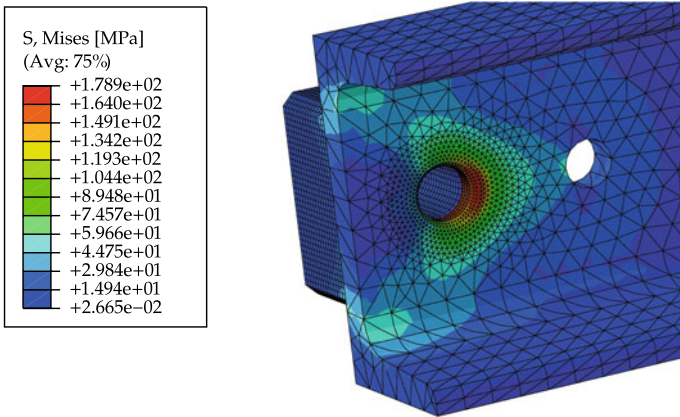 S, Mises [MPa]
(Avg: 75%)
+1.789e+02
+1.640e+02
+1.491e+02
+1.342e+02
+1.193e+02
+1.044e+02
+8.948e+01
+7.457e+01
+5.966e+01
+4.475e+01
+2.984e+01
+1.494e+01
+2.665e−02